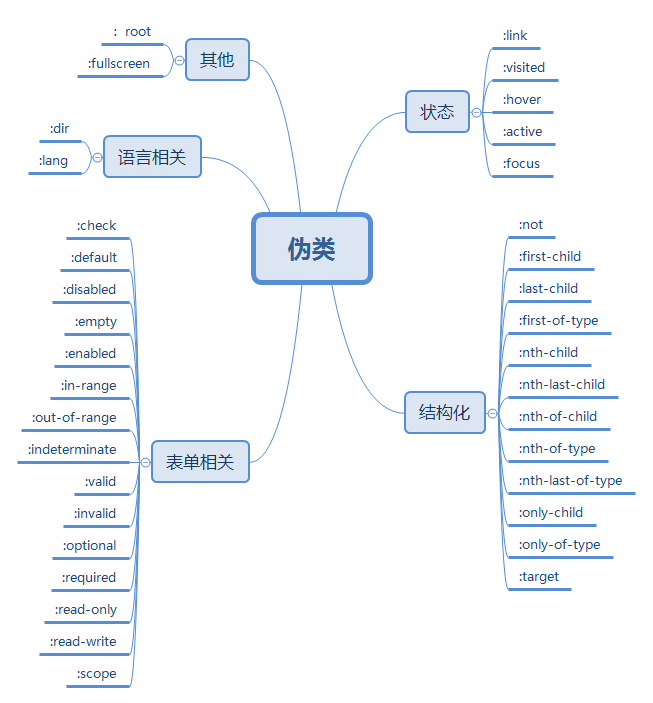 伪类
状态
:link
:visited
:hover
:active
:focus
结构化
:not
:first-child
:last-child
:first-of-type
:nth-child
:nth-last-child
:nth-of-child
:nth-of-type
:nth-last-of-type
:only-child
:only-of-type
:target
其他
： root
:fullscreen
语言相关
:dir
:lang
表单相关
:check
:default
:disabled
:empty
:enabled
:in-range
:out-of-range
:indeterminate
:valid
:invalid
:optional
:required
:read-only
:read-write
:scope